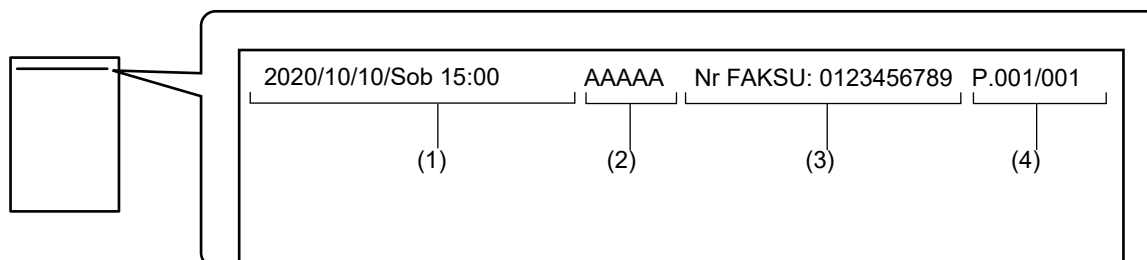 2020/10/10/Sob 15:00 AAAAA Nr FAKSU: 0123456789 P.001/001
(1) (2) (3) (4)